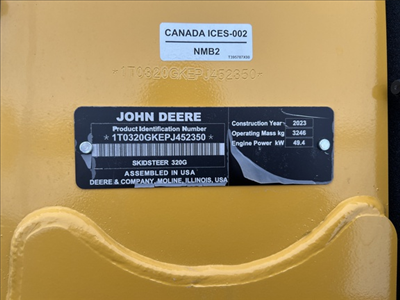 CANADA ICES-002
NMB2
*1T0320GKEPJ452350*
JOHN DEERE
Product Identification Number
*1T0320GKEPJ452350*
SKIDSTEER 320G
ASSEMBLED IN USA
DEERE & COMPANY, MOLINE, ILLINOIS, USA
Construction Year 2023
Operating Mass kg 3246
Engine Power kW 49.4